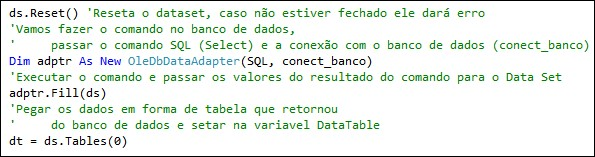 ds.Reset() 'Reseta o dataset, caso não estiver fechado ele dará erro
'Vamos fazer o comando no banco de dados,
'     passar o comando SQL (Select) e a conexão com o banco de dados (conect_banco)
Dim adptr As New OleDbDataAdapter(SQL, conect_banco)
'Executar o comando e passar os valores do resultado do comando para o Data Set
adptr.Fill(ds)
'Pegar os dados em forma de tabela que retornou
'     do banco de dados e setar na variavel DataTable
dt = ds.Tables(0)